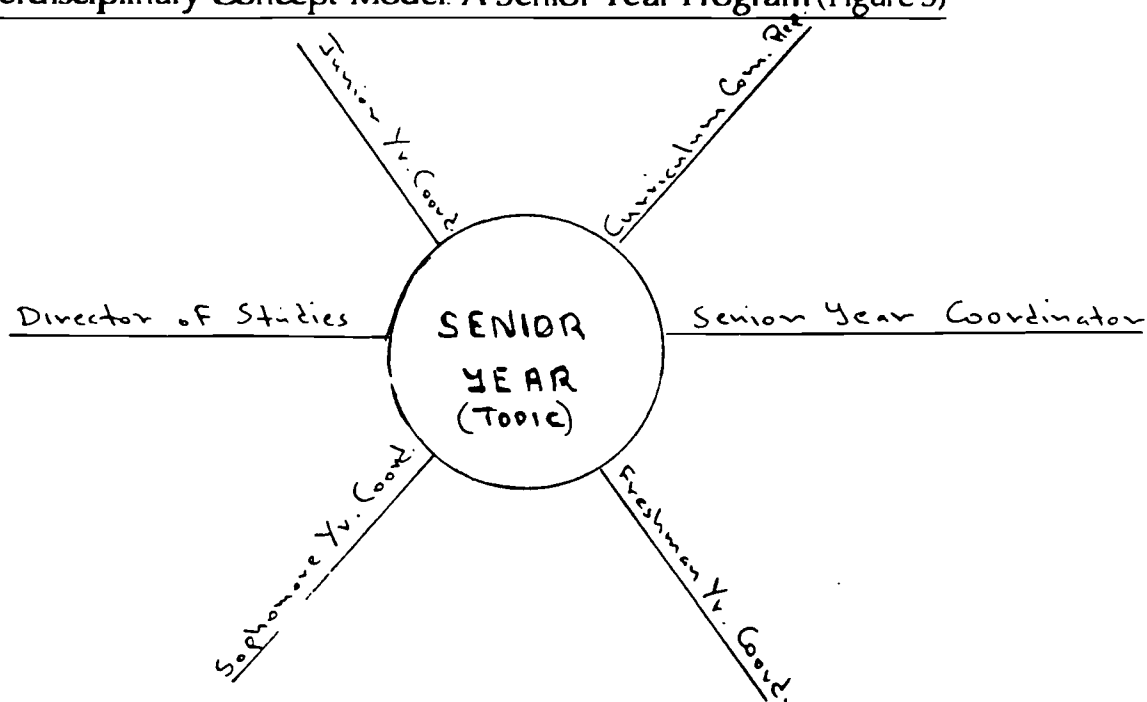 erdisciplinary Concept Model: A Senior Year Program (Figure 5)
Junior Yr. Coord.
Curriculum Com. Rep.
Director of Studies
SENIOR
YEAR
(TOPIC)
Senior Year Coordinator
Sophomore Yr. Coord.
Freshman Yr. Coord.